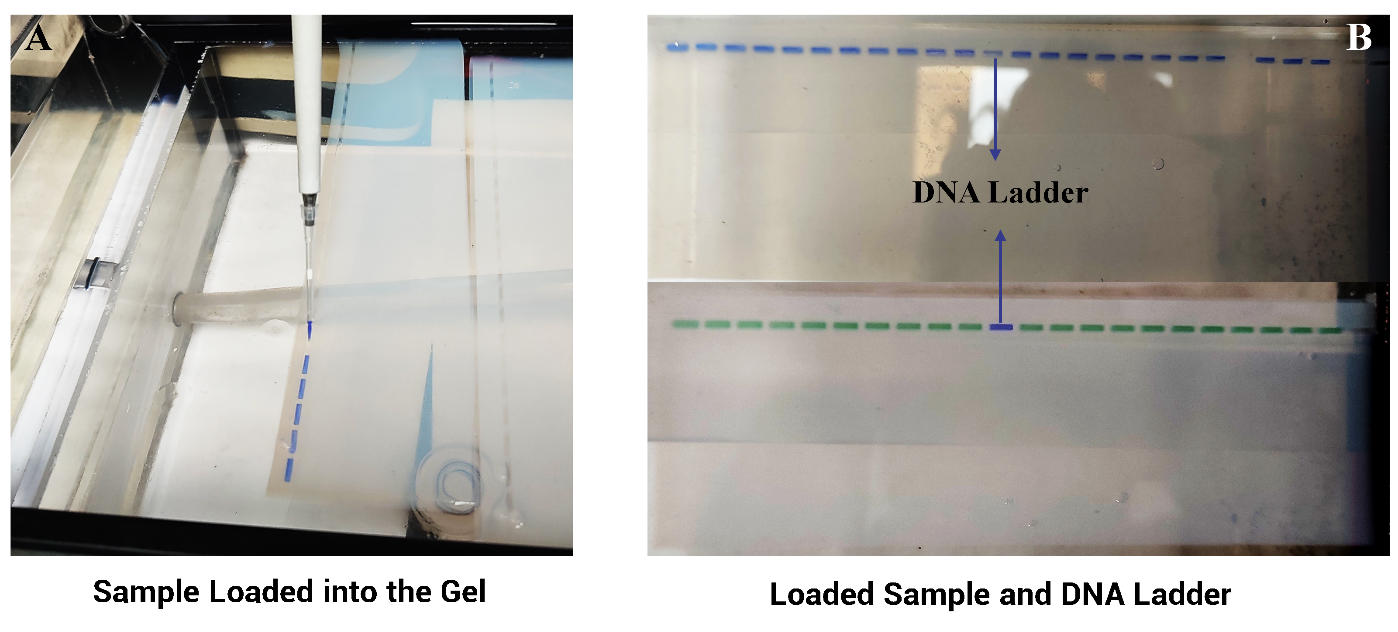 A
B
DNA Ladder
Sample Loaded into the Gel
Loaded Sample and DNA Ladder